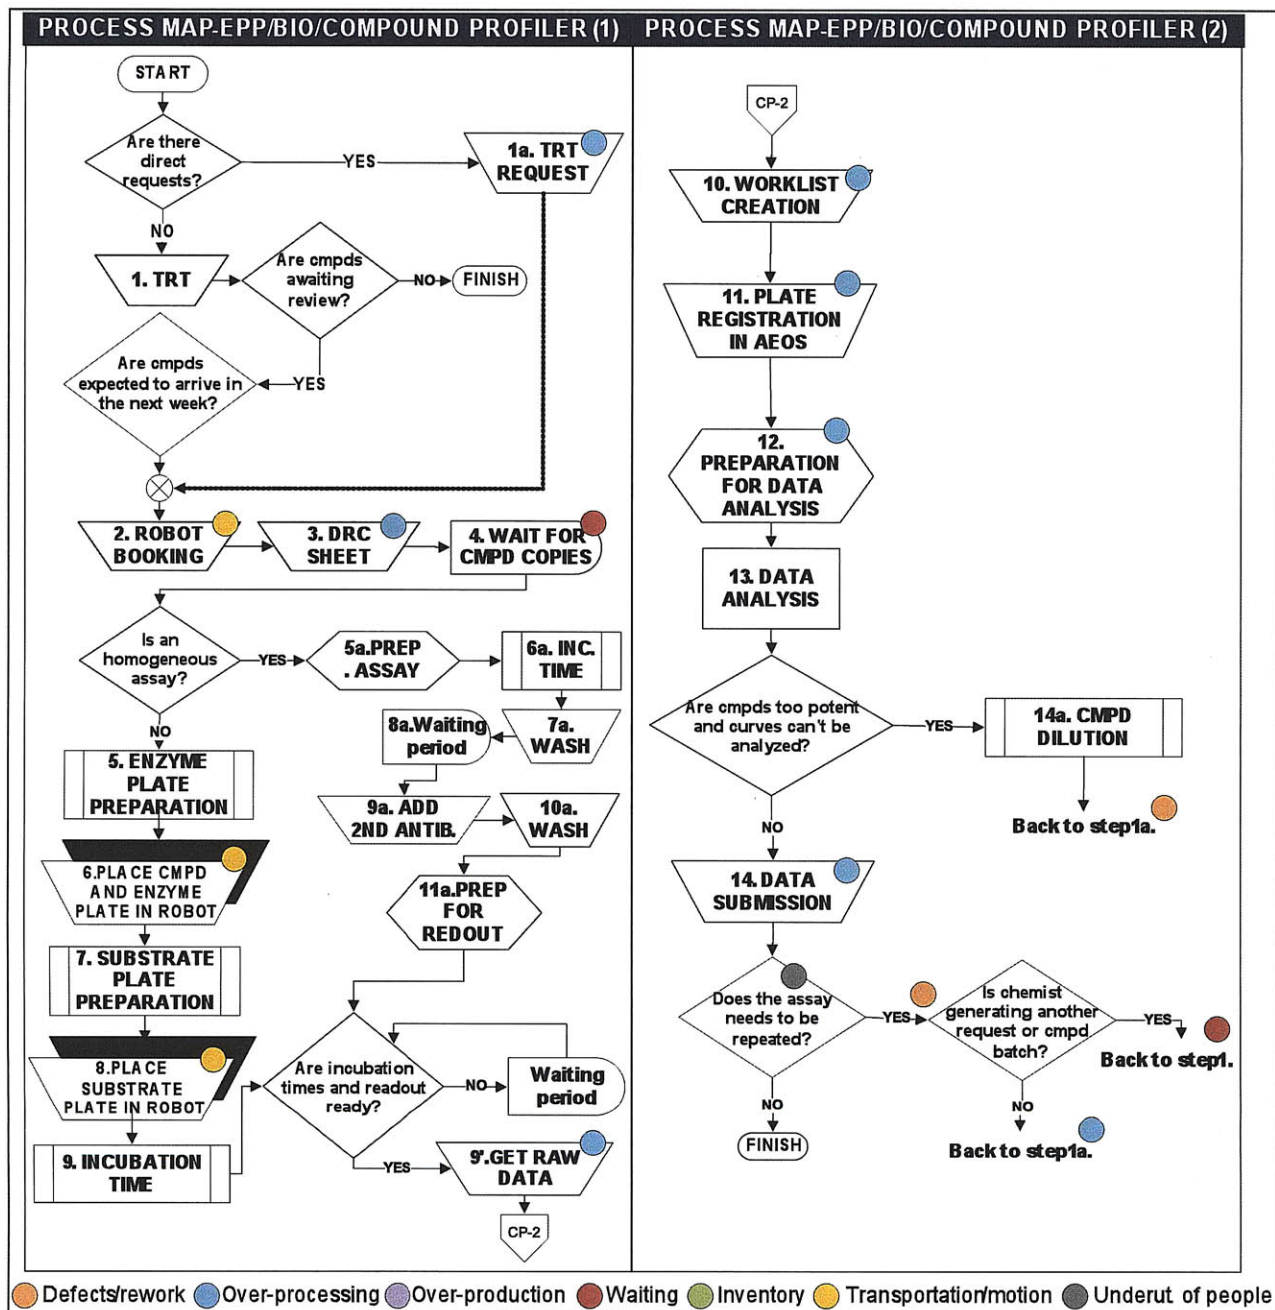 PROCESS MAP-EPP/BIO/COMPOUND PROFILER (1)
START
Are there
direct
requests?
YES
1a. TRT
REQUEST
NO
1. TRT
Are cmpds
awaiting
review?
NO
FINISH
YES
Are cmpds
expected to arrive in
the next week?
2. ROBOT
BOOKING
3. DRC
SHEET
4. WAIT FOR
CMPD COPIES
Is an
homogeneous
assay?
YES
5a.PREP
. ASSAY
6a. INC.
TIME
7a.
WASH
8a.Waiting
period
9a. ADD
2ND ANTIB.
10a.
WASH
11a.PREP
FOR
REDOUT
NO
5. ENZYME
PLATE
PREPARATION
6.PLACE CMPD
AND ENZYME
PLATE IN ROBOT
7. SUBSTRATE
PLATE
PREPARATION
8.PLACE
SUBSTRATE
PLATE IN ROBOT
9. INCUBATION
TIME
Are incubation
times and readout
ready?
NO
Waiting
period
YES
9'.GET RAW
DATA
CP-2
PROCESS MAP-EPP/BIO/COMPOUND PROFILER (2)
CP-2
10. WORKLIST
CREATION
11. PLATE
REGISTRATION
IN AEOS
12.
PREPARATION
FOR DATA
ANALYSIS
13. DATA
ANALYSIS
Are cmpds too potent
and curves can't be
analyzed?
YES
14a. CMPD
DILUTION
Back to step1a.
NO
14. DATA
SUBMISSION
Does the assay
needs to be
repeated?
YES
Is chemist
generating another
request or cmpd
batch?
YES
Back to step1.
NO
Back to step1a.
NO
FINISH
Defects/rework Over-processing Over-production Waiting Inventory Transportation/motion Underut. of people